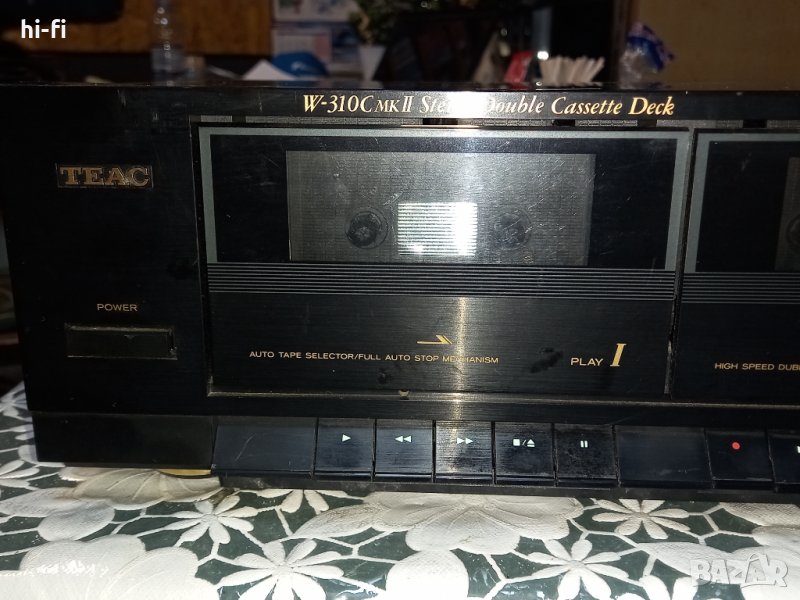 hi-fi
W-310C MK II Stereo Double Cassette Deck
TEAC
POWER
AUTO TAPE SELECTOR/FULL AUTO STOP MECHANISM
PLAY I
HIGH SPEED DUB
BAZAR